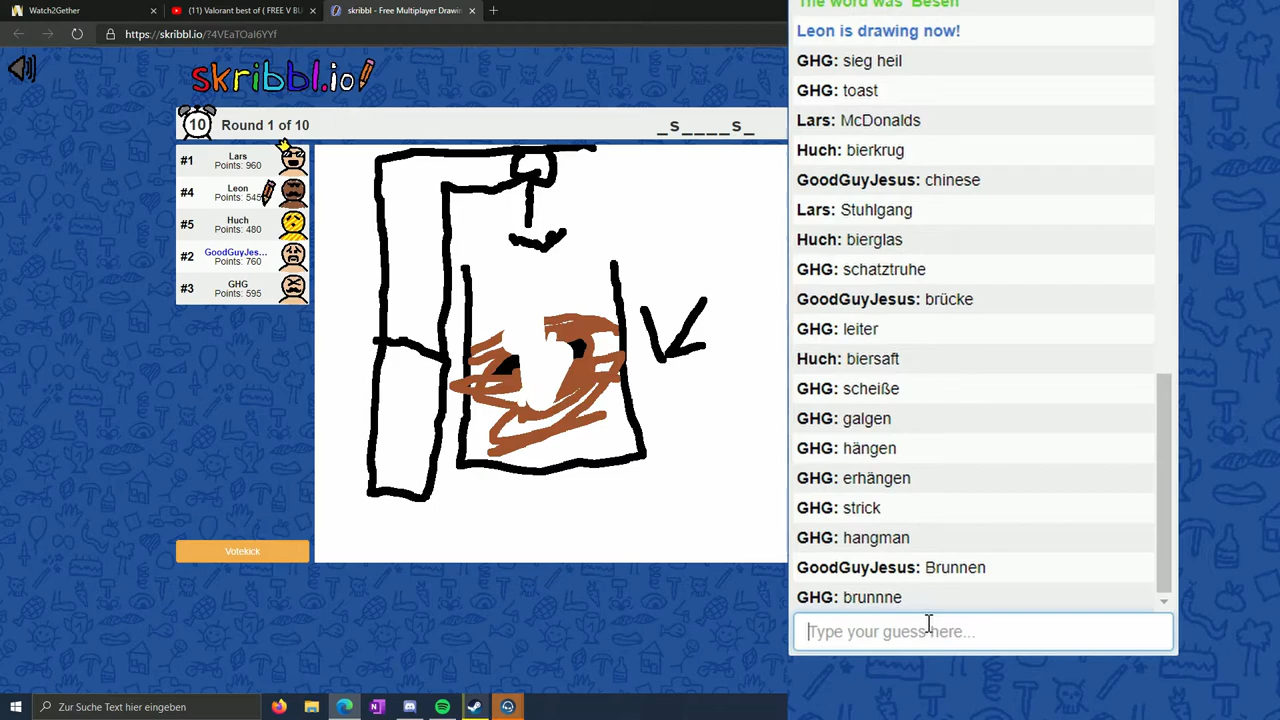 Watch2Gether
(11) Valorant best of ( FREE V BU
skribbl - Free Multiplayer Drawin
https://skribbl.io/?4VEaTOaI6YYf
skribbl.io
10
Round 1 of 10
_s____s_
#1 Lars
Points: 960
#4 Leon
Points: 545
#5 Huch
Points: 480
#2 GoodGuyJes...
Points: 760
#3 GHG
Points: 595
Votekick
The word was 'Besen'
Leon is drawing now!
GHG: sieg heil
GHG: toast
Lars: McDonalds
Huch: bierkrug
GoodGuyJesus: chinese
Lars: Stuhlgang
Huch: bierglas
GHG: schatztruhe
GoodGuyJesus: brücke
GHG: leiter
Huch: biersaft
GHG: scheiße
GHG: galgen
GHG: hängen
GHG: erhängen
GHG: strick
GHG: hangman
GoodGuyJesus: Brunnen
GHG: brunnne
Type your guess here...
Zur Suche hier eingeben